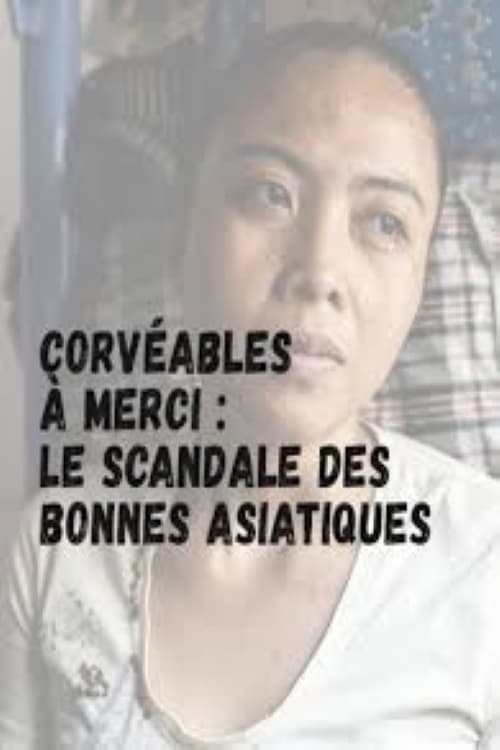 CORVÉABLES
À MERCI :
LE SCANDALE DES
BONNES ASIATIQUES